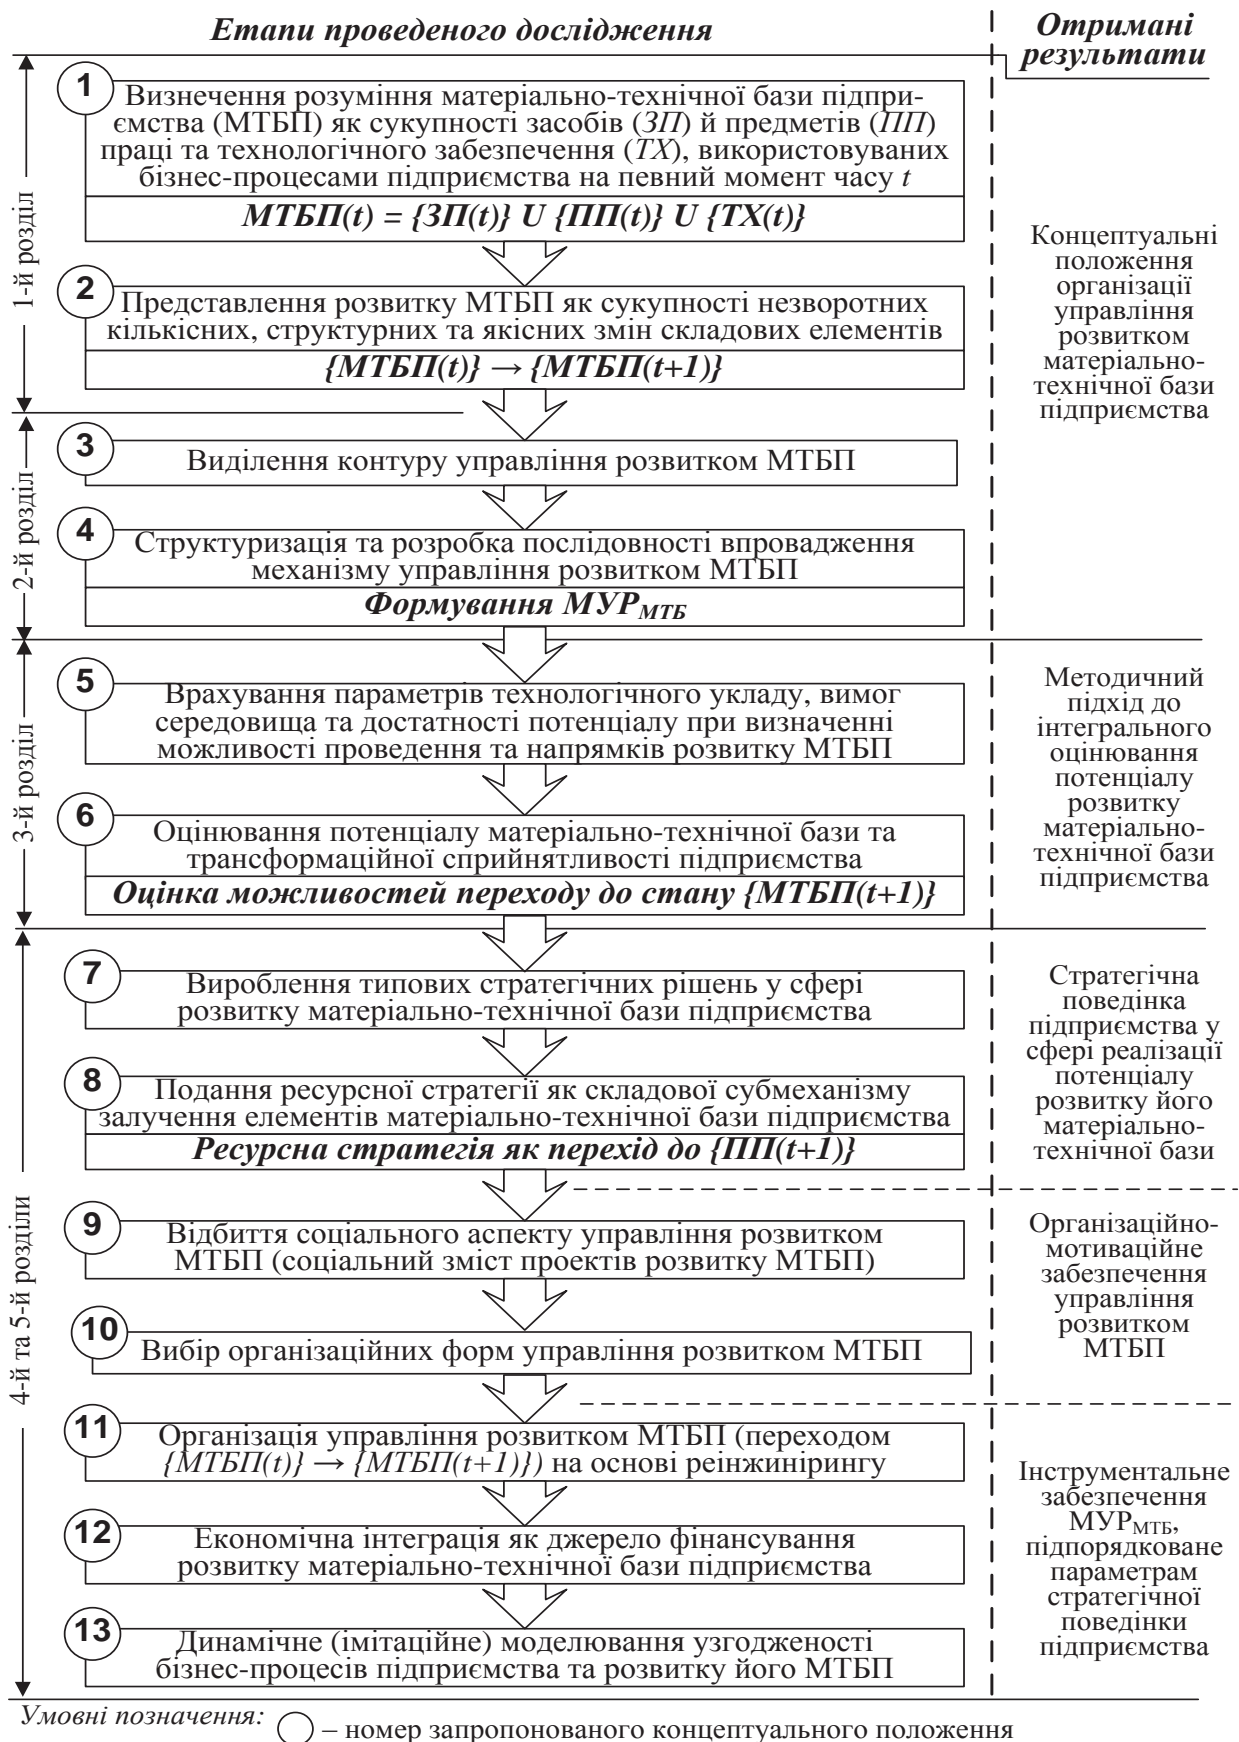 Етапи проведеного дослідження
Отримані
результати
1-й розділ
1
Визнечення розуміння матеріально-технічної бази підпри-
ємства (МТБП) як сукупності засобів (ЗП) й предметів (ПП)
праці та технологічного забезпечення (ТХ), використовуваних
бізнес-процесами підприємства на певний момент часу t
МТБП(t) = {ЗП(t)} U {ПП(t)} U {ТХ(t)}
2
Представлення розвитку МТБП як сукупності незворотних
кількісних, структурних та якісних змін складових елементів
{МТБП(t)} → {МТБП(t+1)}
Концептуальні
положення
організації
управління
розвитком
матеріально-
технічної бази
підприємства
2-й розділ
3
Виділення контуру управління розвитком МТБП
4
Структуризація та розробка послідовності впровадження
механізму управління розвитком МТБП
Формування МУРМТБ
3-й розділ
5
Врахування параметрів технологічного укладу, вимог
середовища та достатності потенціалу при визначенні
можливості проведення та напрямків розвитку МТБП
6
Оцінювання потенціалу матеріально-технічної бази та
трансформаційної сприйнятливості підприємства
Оцінка можливостей переходу до стану {МТБП(t+1)}
Методичний
підхід до
інтегрального
оцінювання
потенціалу
розвитку
матеріально-
технічної бази
підприємства
4-й та 5-й розділи
7
Вироблення типових стратегічних рішень у сфері
розвитку матеріально-технічної бази підприємства
8
Подання ресурсної стратегії як складової субмеханізму
залучення елементів матеріально-технічної бази підприємства
Ресурсна стратегія як перехід до {ПП(t+1)}
Стратегічна
поведінка
підприємства у
сфері реалізації
потенціалу
розвитку його
матеріально-
технічної бази
9
Відбиття соціального аспекту управління розвитком
МТБП (соціальний зміст проектів розвитку МТБП)
10
Вибір організаційних форм управління розвитком МТБП
Організаційно-
мотиваційне
забезпечення
управління
розвитком
МТБП
11
Організація управління розвитком МТБП (переходом
{МТБП(t)} → {МТБП(t+1)}) на основі реінжинірингу
12
Економічна інтеграція як джерело фінансування
розвитку матеріально-технічної бази підприємства
13
Динамічне (імітаційне) моделювання узгодженості
бізнес-процесів підприємства та розвитку його МТБП
Інструментальне
забезпечення
МУРМТБ,
підпорядковане
параметрам
стратегічної
поведінки
підприємства
Умовні позначення: – номер запропонованого концептуального положення